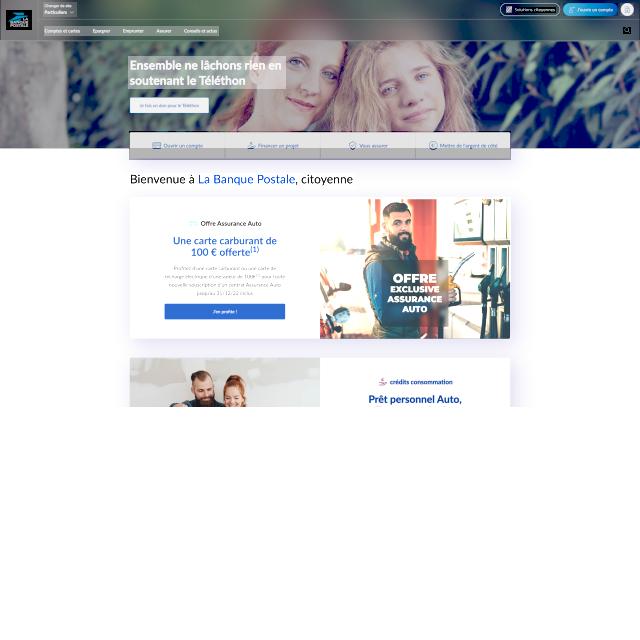 Changer de site
Particuliers
LA BANQUE POSTALE
Solutions citoyennes
J'ouvre un compte
Comptes et cartes
Epargner
Emprunter
Assurer
Conseils et actus
Ensemble ne lâchons rien en
soutenant le Téléthon
Je fais un don pour le Téléthon
Ouvrir un compte
Financer un projet
Vous assurer
Mettre de l'argent de côté
Bienvenue à La Banque Postale, citoyenne
Offre Assurance Auto
Une carte carburant de
100 € offerte(1)
Profitez d'une carte carburant ou une carte de
recharge électrique d'une valeur de 100€(1) pour toute
nouvelle souscription d'un contrat Assurance Auto
jusqu'au 31/12/22 inclus
J'en profite !
OFFRE
EXCLUSIVE
ASSURANCE
AUTO
crédits consommation
Prêt personnel Auto,